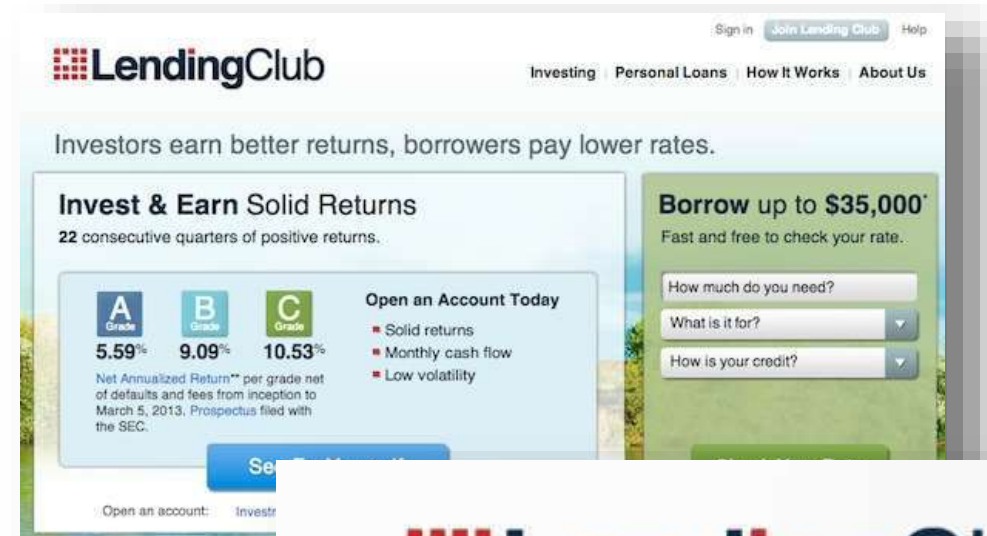 Sign in Join Lending Club Help
LendingClub
Investing Personal Loans How It Works About Us
Investors earn better returns, borrowers pay lower rates.
Invest & Earn Solid Returns
22 consecutive quarters of positive returns.
A Grade
5.59%
B Grade
9.09%
C Grade
10.53%
Net Annualized Return** per grade net
of defaults and fees from inception to
March 5, 2013. Prospectus filed with
the SEC.
Open an Account Today
Solid returns
Monthly cash flow
Low volatility
Open an account:
Borrow up to $35,000*
Fast and free to check your rate.
How much do you need?
What is it for?
How is your credit?